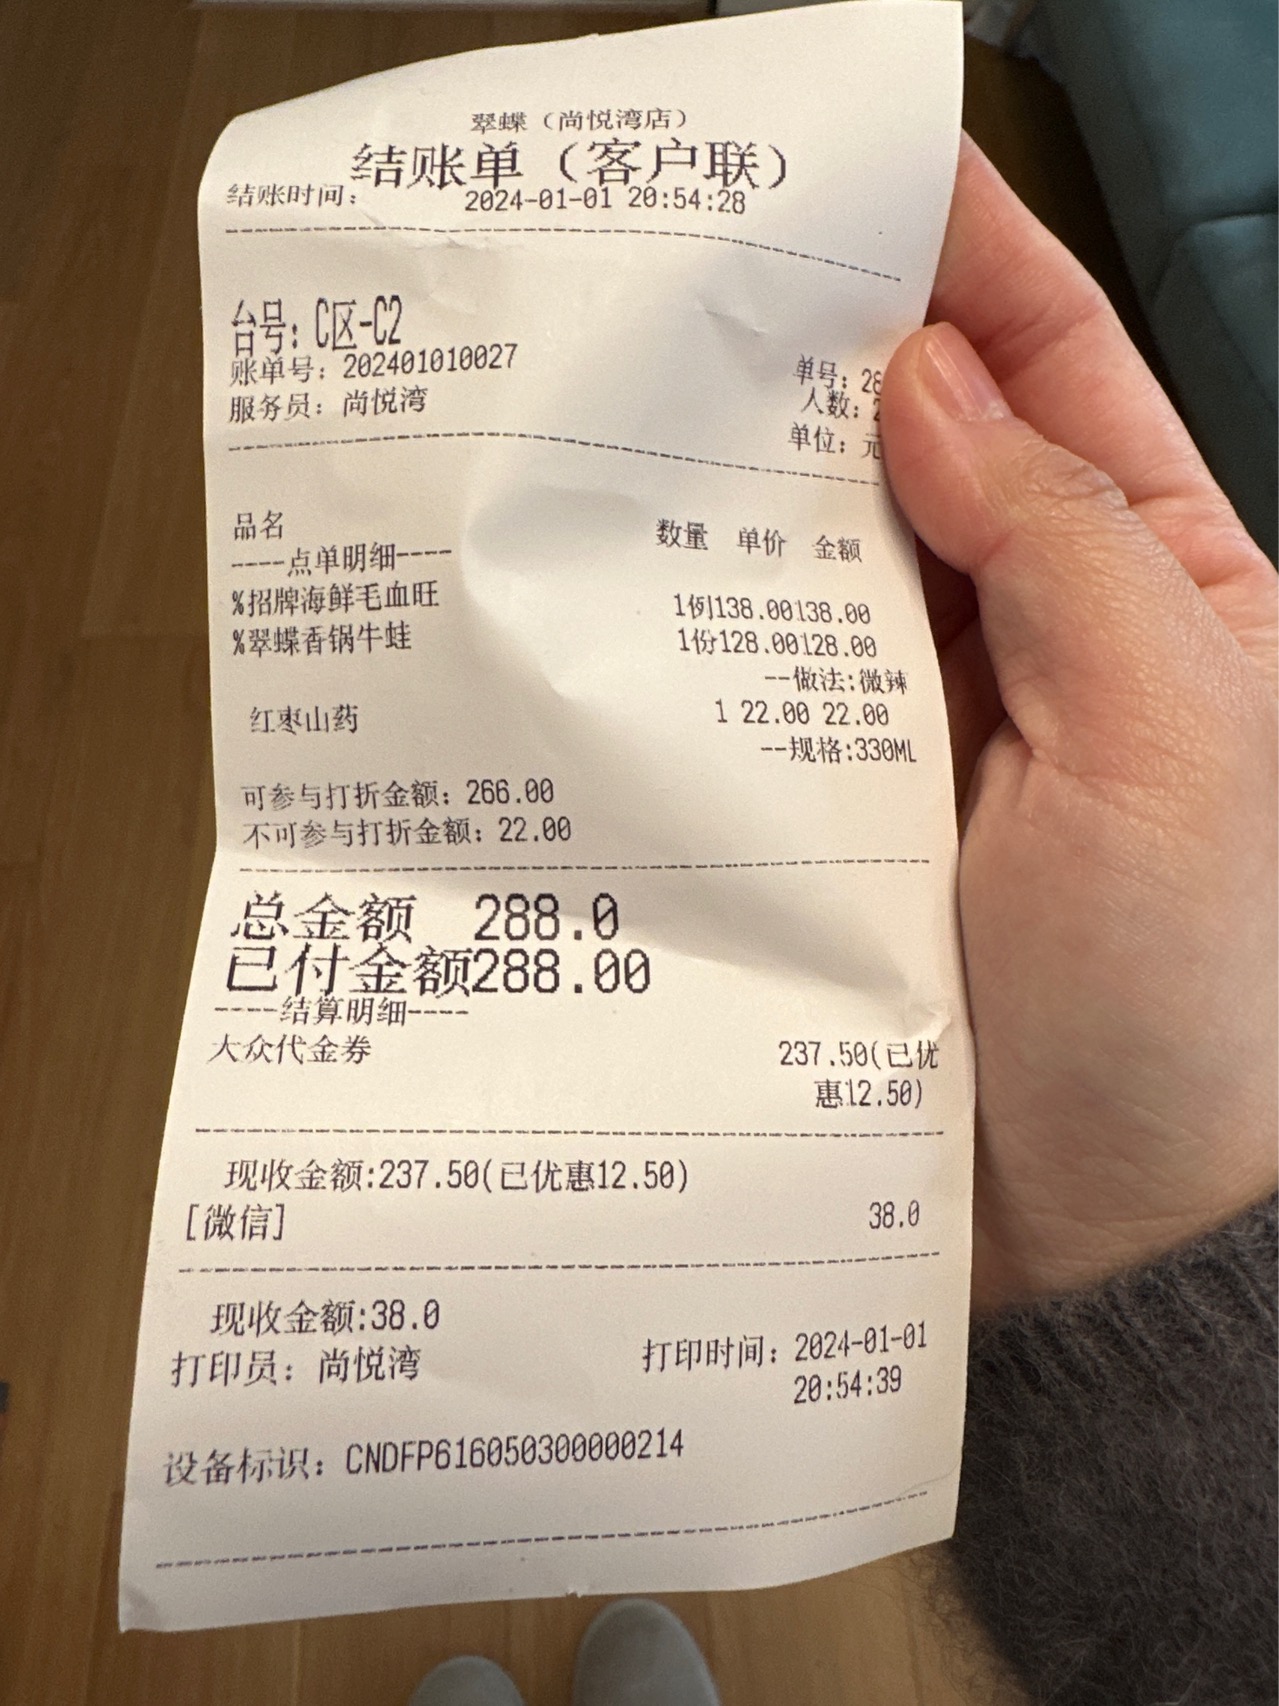 翠蝶（尚悦湾店）
结账单（客户联）
结账时间： 2024-01-01 20:54:28
台号：C区-C2
账单号：202401010027 单号：28
服务员：尚悦湾 人数：
单位：元
品名 数量 单价 金额
----点单明细----
%招牌海鲜毛血旺 1例138.00138.00
%翠蝶香锅牛蛙 1份128.00128.00
--做法:微辣
红枣山药 1 22.00 22.00
--规格:330ML
可参与打折金额：266.00
不可参与打折金额：22.00
总金额 288.0
已付金额288.00
----结算明细----
大众代金券 237.50(已优
惠12.50)
现收金额:237.50(已优惠12.50)
[微信] 38.0
现收金额:38.0
打印员：尚悦湾 打印时间：2024-01-01
20:54:39
设备标识：CNDFP616050300000214